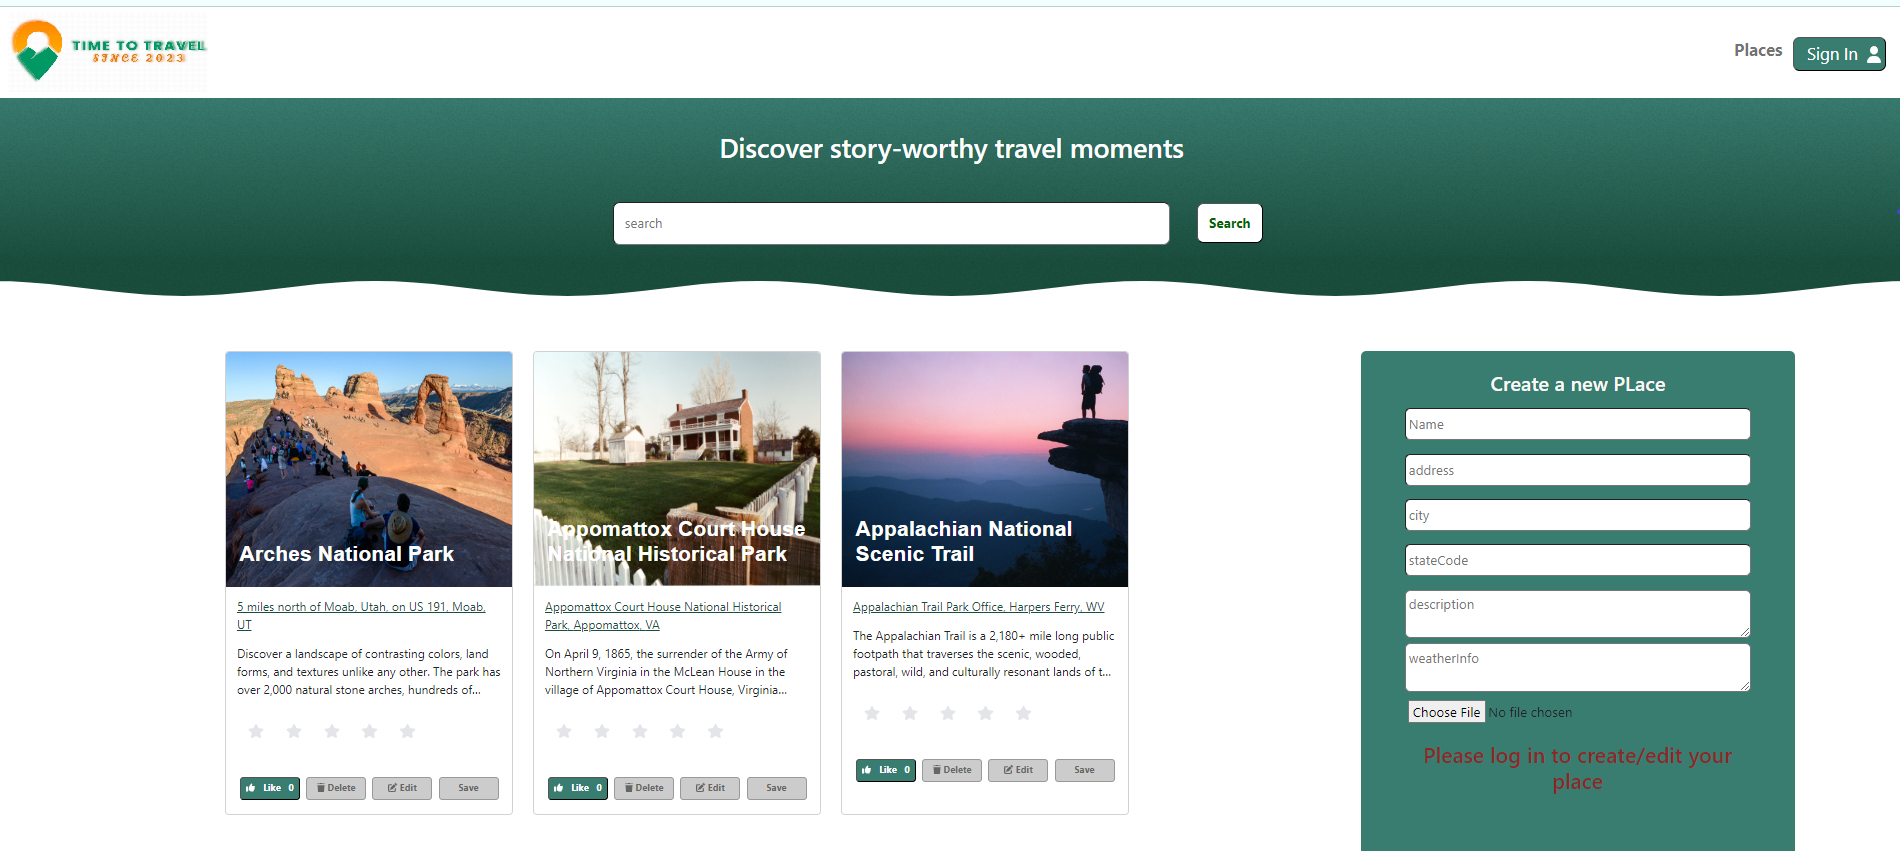 TIME TO TRAVEL
SINCE 2023
Places
Sign In
Discover story-worthy travel moments
search
Search
Arches National Park
5 miles north of Moab, Utah, on US 191, Moab,
UT
Discover a landscape of contrasting colors, land
forms, and textures unlike any other. The park has
over 2,000 natural stone arches, hundreds of...
Like 0
Delete
Edit
Save
Appomattox Court House
National Historical Park
Appomattox Court House National Historical
Park, Appomattox, VA
On April 9, 1865, the surrender of the Army of
Northern Virginia in the McLean House in the
village of Appomattox Court House, Virginia...
Like 0
Delete
Edit
Save
Appalachian National
Scenic Trail
Appalachian Trail Park Office, Harpers Ferry, WV
The Appalachian Trail is a 2,180+ mile long public
footpath that traverses the scenic, wooded,
pastoral, wild, and culturally resonant lands of t...
Like 0
Delete
Edit
Save
Create a new PLace
Name
address
city
stateCode
description
weatherInfo
Choose File No file chosen
Please log in to create/edit your
place